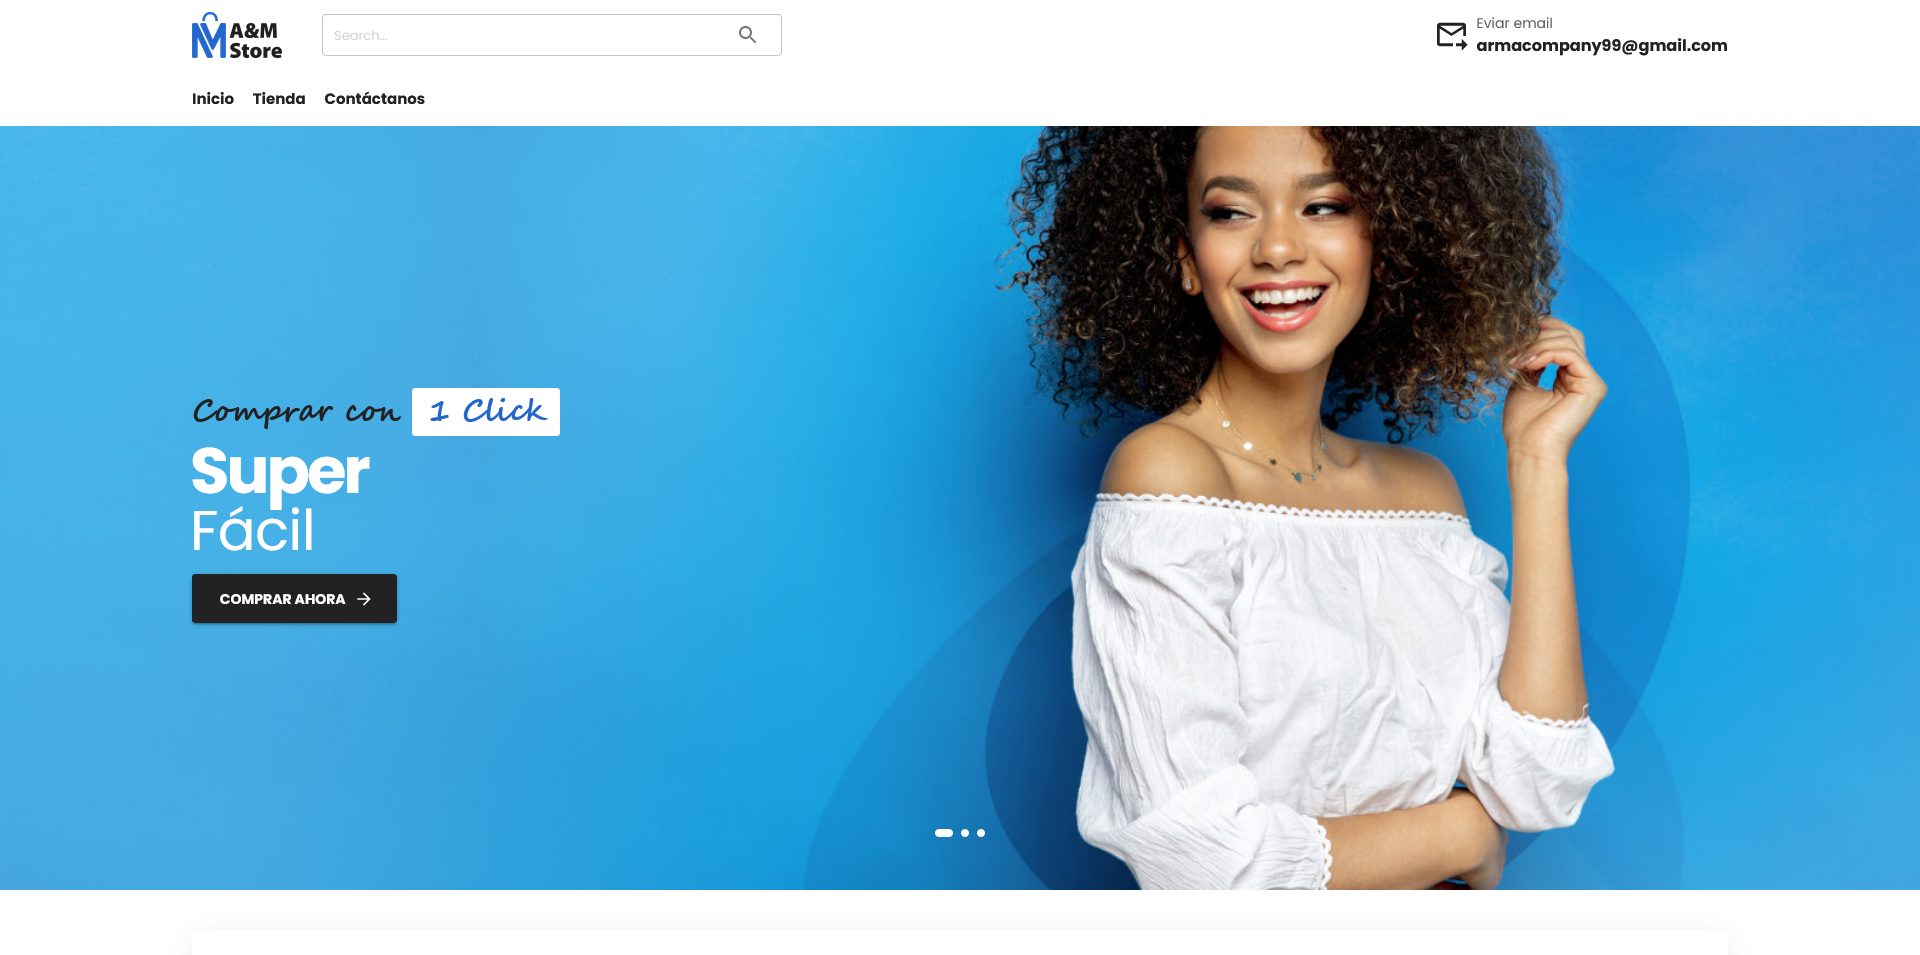 A&M
Store
Search...
Eviar email
armacompany99@gmail.com
Inicio Tienda Contáctanos
Comprar con 1 Click
Super
Fácil
COMPRAR AHORA